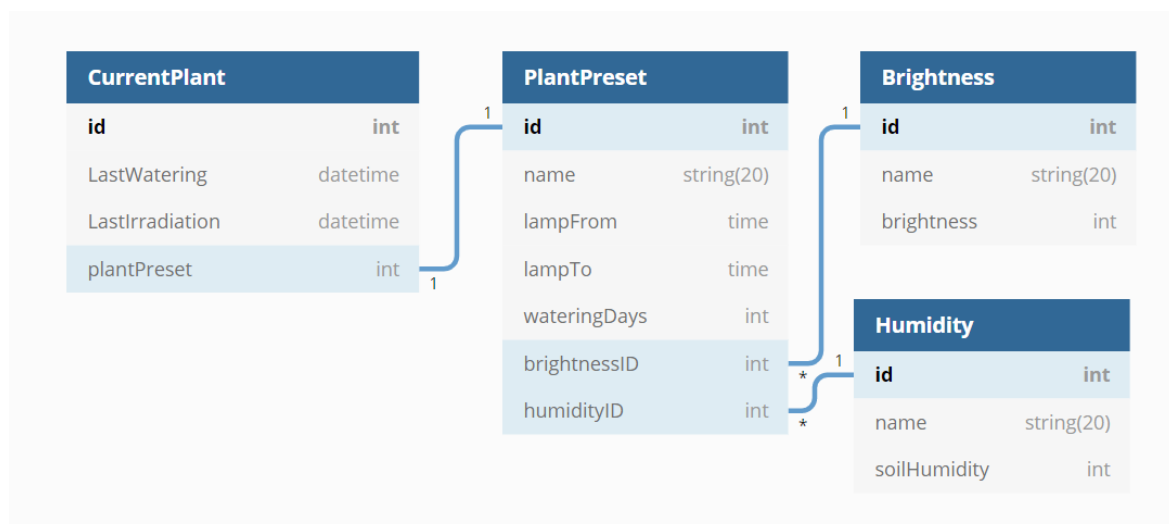 CurrentPlant
id int
LastWatering datetime
LastIrradiation datetime
plantPreset int
1
1
PlantPreset
id int
name string(20)
lampFrom time
lampTo time
wateringDays int
brightnessID int
humidityID int
*
*
1
1
Brightness
id int
name string(20)
brightness int
Humidity
id int
name string(20)
soilHumidity int